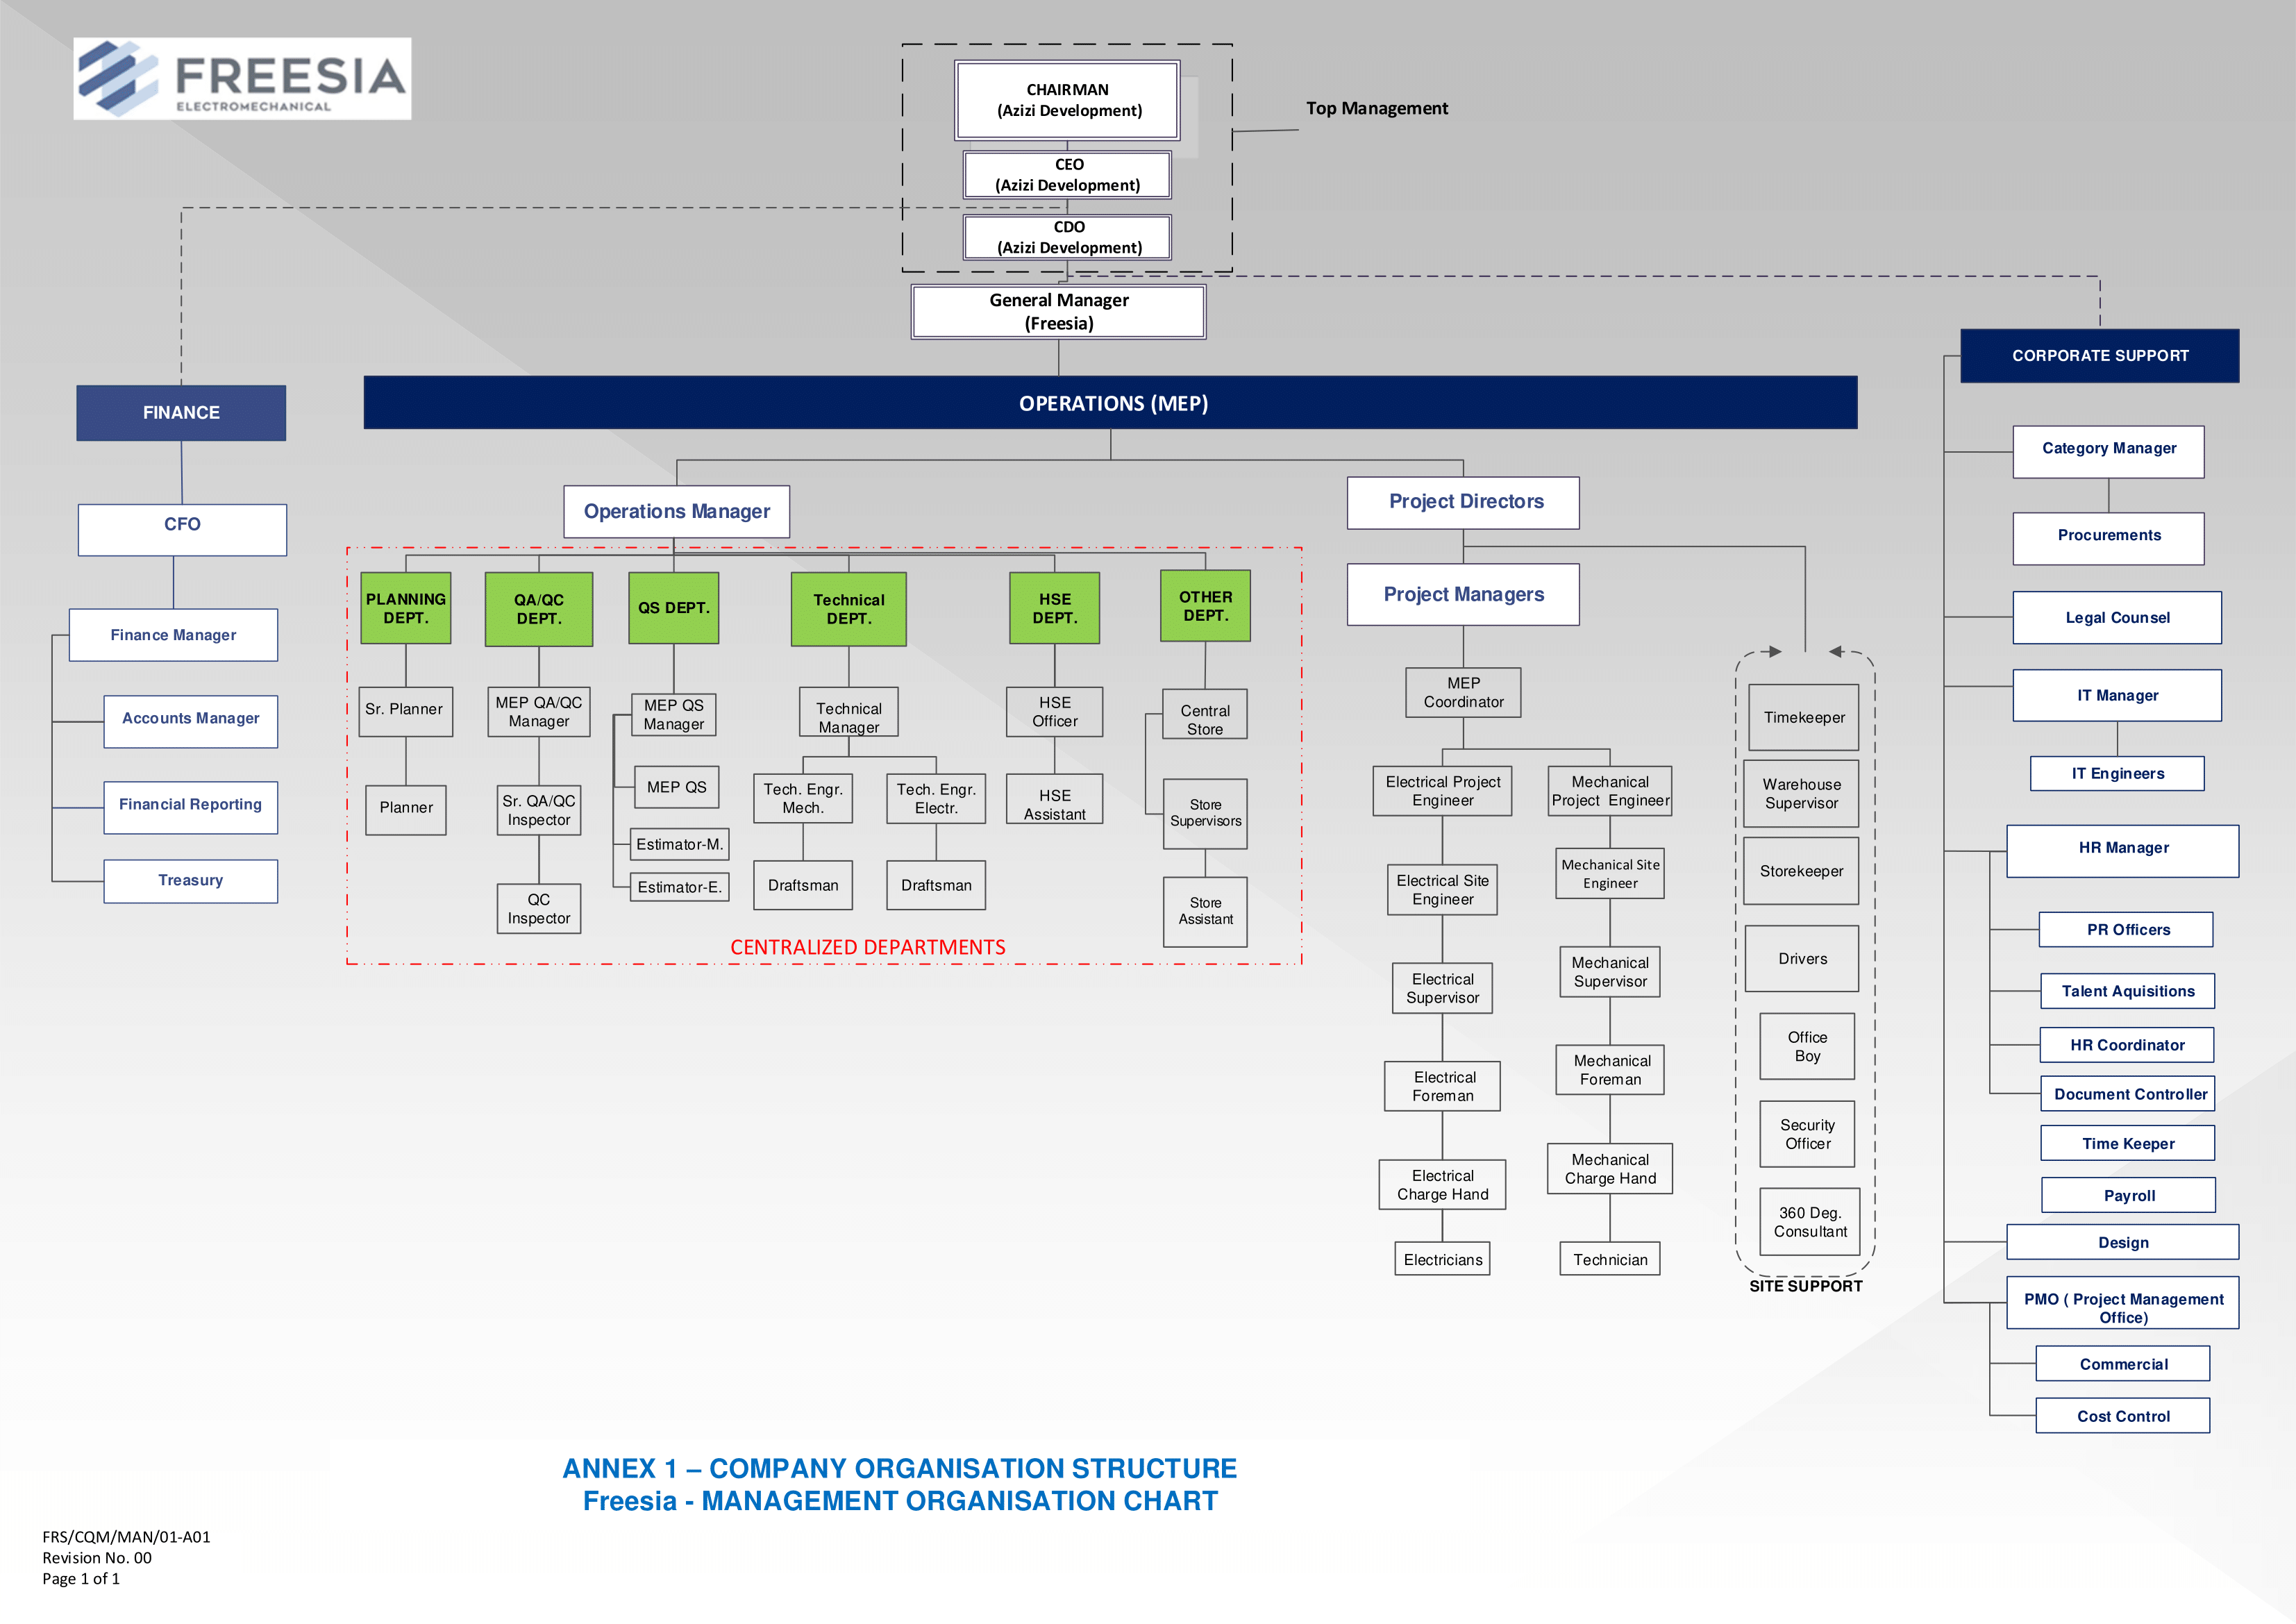 FREESIA
ELECTROMECHANICAL
CHAIRMAN
(Azizi Development)
Top Management
CEO
(Azizi Development)
CDO
(Azizi Development)
General Manager
(Freesia)
FINANCE
CFO
Finance Manager
Accounts Manager
Financial Reporting
Treasury
OPERATIONS (MEP)
Operations Manager
PLANNING
DEPT.
Sr. Planner
Planner
QA/QC
DEPT.
MEP QA/QC
Manager
Sr. QA/QC
Inspector
QC
Inspector
QS DEPT.
MEP QS
Manager
MEP QS
Estimator-M.
Estimator-E.
Technical
DEPT.
Technical
Manager
Tech. Engr.
Mech.
Draftsman
Tech. Engr.
Electr.
Draftsman
HSE
DEPT.
HSE
Officer
HSE
Assistant
OTHER
DEPT.
Central
Store
Store
Supervisors
Store
Assistant
CENTRALIZED DEPARTMENTS
Project Directors
Project Managers
MEP
Coordinator
Electrical Project
Engineer
Electrical Site
Engineer
Electrical
Supervisor
Electrical
Foreman
Electrical
Charge Hand
Electricians
Mechanical
Project Engineer
Mechanical Site
Engineer
Mechanical
Supervisor
Mechanical
Foreman
Mechanical
Charge Hand
Technician
Timekeeper
Warehouse
Supervisor
Storekeeper
Drivers
Office
Boy
Security
Officer
360 Deg.
Consultant
SITE SUPPORT
CORPORATE SUPPORT
Category Manager
Procurements
Legal Counsel
IT Manager
IT Engineers
HR Manager
PR Officers
Talent Aquisitions
HR Coordinator
Document Controller
Time Keeper
Payroll
Design
PMO ( Project Management
Office)
Commercial
Cost Control
ANNEX 1 – COMPANY ORGANISATION STRUCTURE
Freesia - MANAGEMENT ORGANISATION CHART
FRS/CQM/MAN/01-A01
Revision No. 00
Page 1 of 1